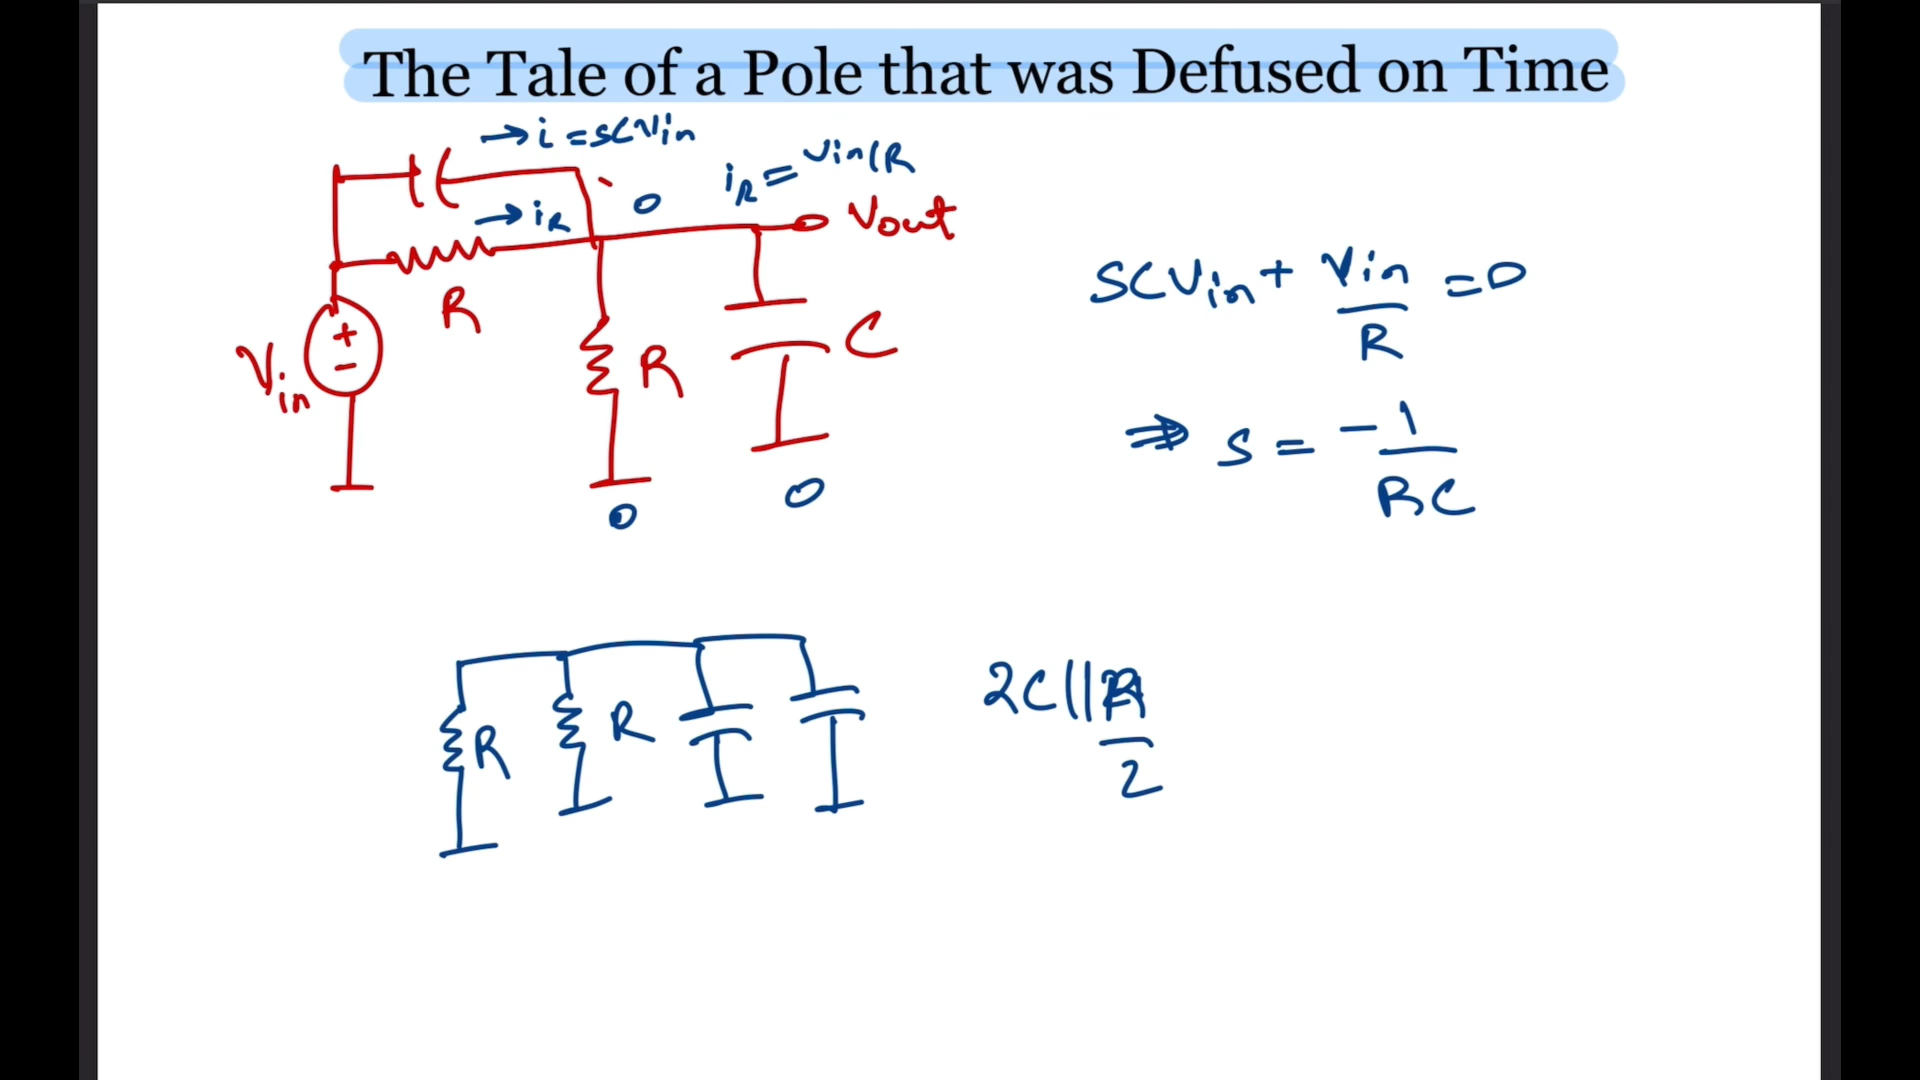 The Tale of a Pole that was Defused on Time
→ i = sCVin
iR = Vin/R
→ iR
0
Vout
R
Vin
+
−
R
C
0
0
SCVin + Vin/R = 0
⇒ S = −1/RC
R
R
2C||R/2